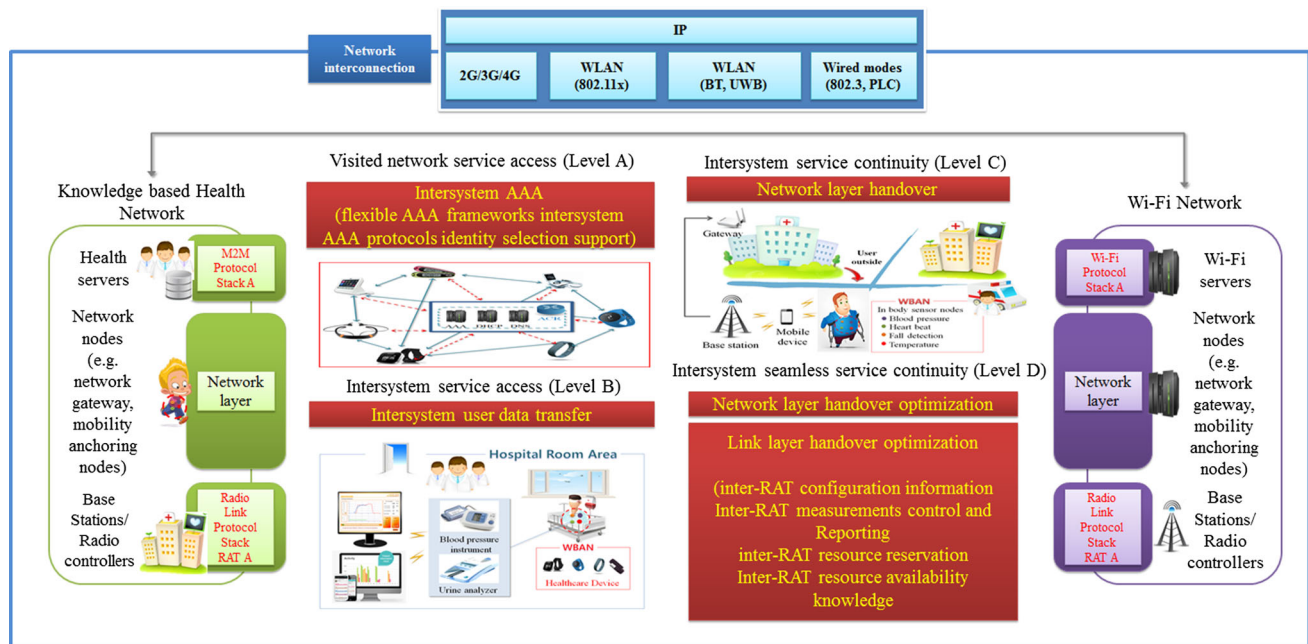 Network
interconnection
IP
2G/3G/4G
WLAN
(802.11x)
WLAN
(BT, UWB)
Wired modes
(802.3, PLC)
Knowledge based Health
Network
Health
servers
M2M
Protocol
Stack A
Network
nodes
(e.g.
network
gateway,
mobility
anchoring
nodes)
Network
layer
Base
Stations/
Radio
controllers
Radio
Link
Protocol
Stack
RAT A
Visited network service access (Level A)
Intersystem AAA
(flexible AAA frameworks intersystem
AAA protocols identity selection support)
AAA
DHCP
DNS
Intersystem service access (Level B)
Intersystem user data transfer
Hospital Room Area
Blood pressure
instrument
Urine analyzer
WBAN
Healthcare Device
Intersystem service continuity (Level C)
Network layer handover
Gateway
User
outside
Base station
Mobile
device
WBAN
In body sensor nodes
Blood pressure
Heart beat
Fall detection
Temperature
Intersystem seamless service continuity (Level D)
Network layer handover optimization
Link layer handover optimization
(inter-RAT configuration information
Inter-RAT measurements control and
Reporting
inter-RAT resource reservation
Inter-RAT resource availability
knowledge
Wi-Fi Network
Wi-Fi
Protocol
Stack A
Wi-Fi
servers
Network
layer
Network
nodes
(e.g.
network
gateway,
mobility
anchoring
nodes)
Radio
Link
Protocol
Stack
RAT A
Base
Stations/
Radio
controllers